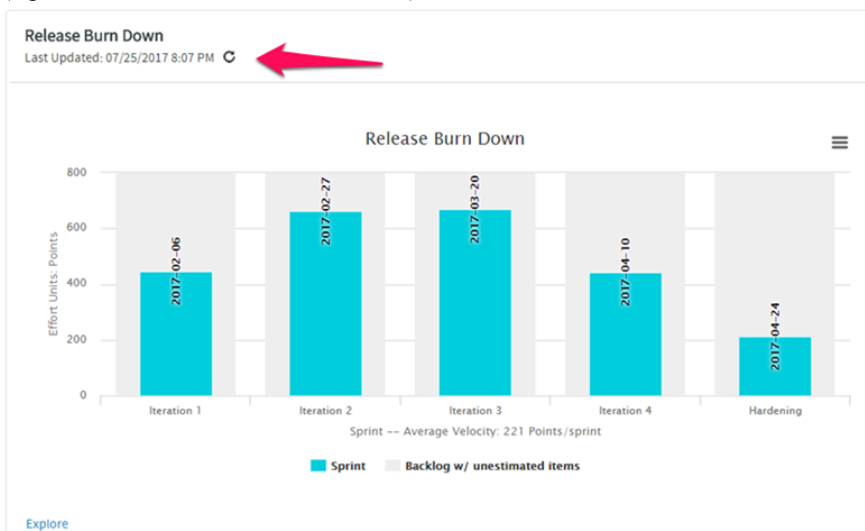 Release Burn Down
Last Updated: 07/25/2017 8:07 PM
Release Burn Down
800
600
400
200
0
Effort Units: Points
2017-02-06
2017-02-27
2017-03-20
2017-04-10
2017-04-24
Iteration 1 Iteration 2 Iteration 3 Iteration 4 Hardening
Sprint -- Average Velocity: 221 Points/sprint
Sprint Backlog w/ unestimated items
Explore